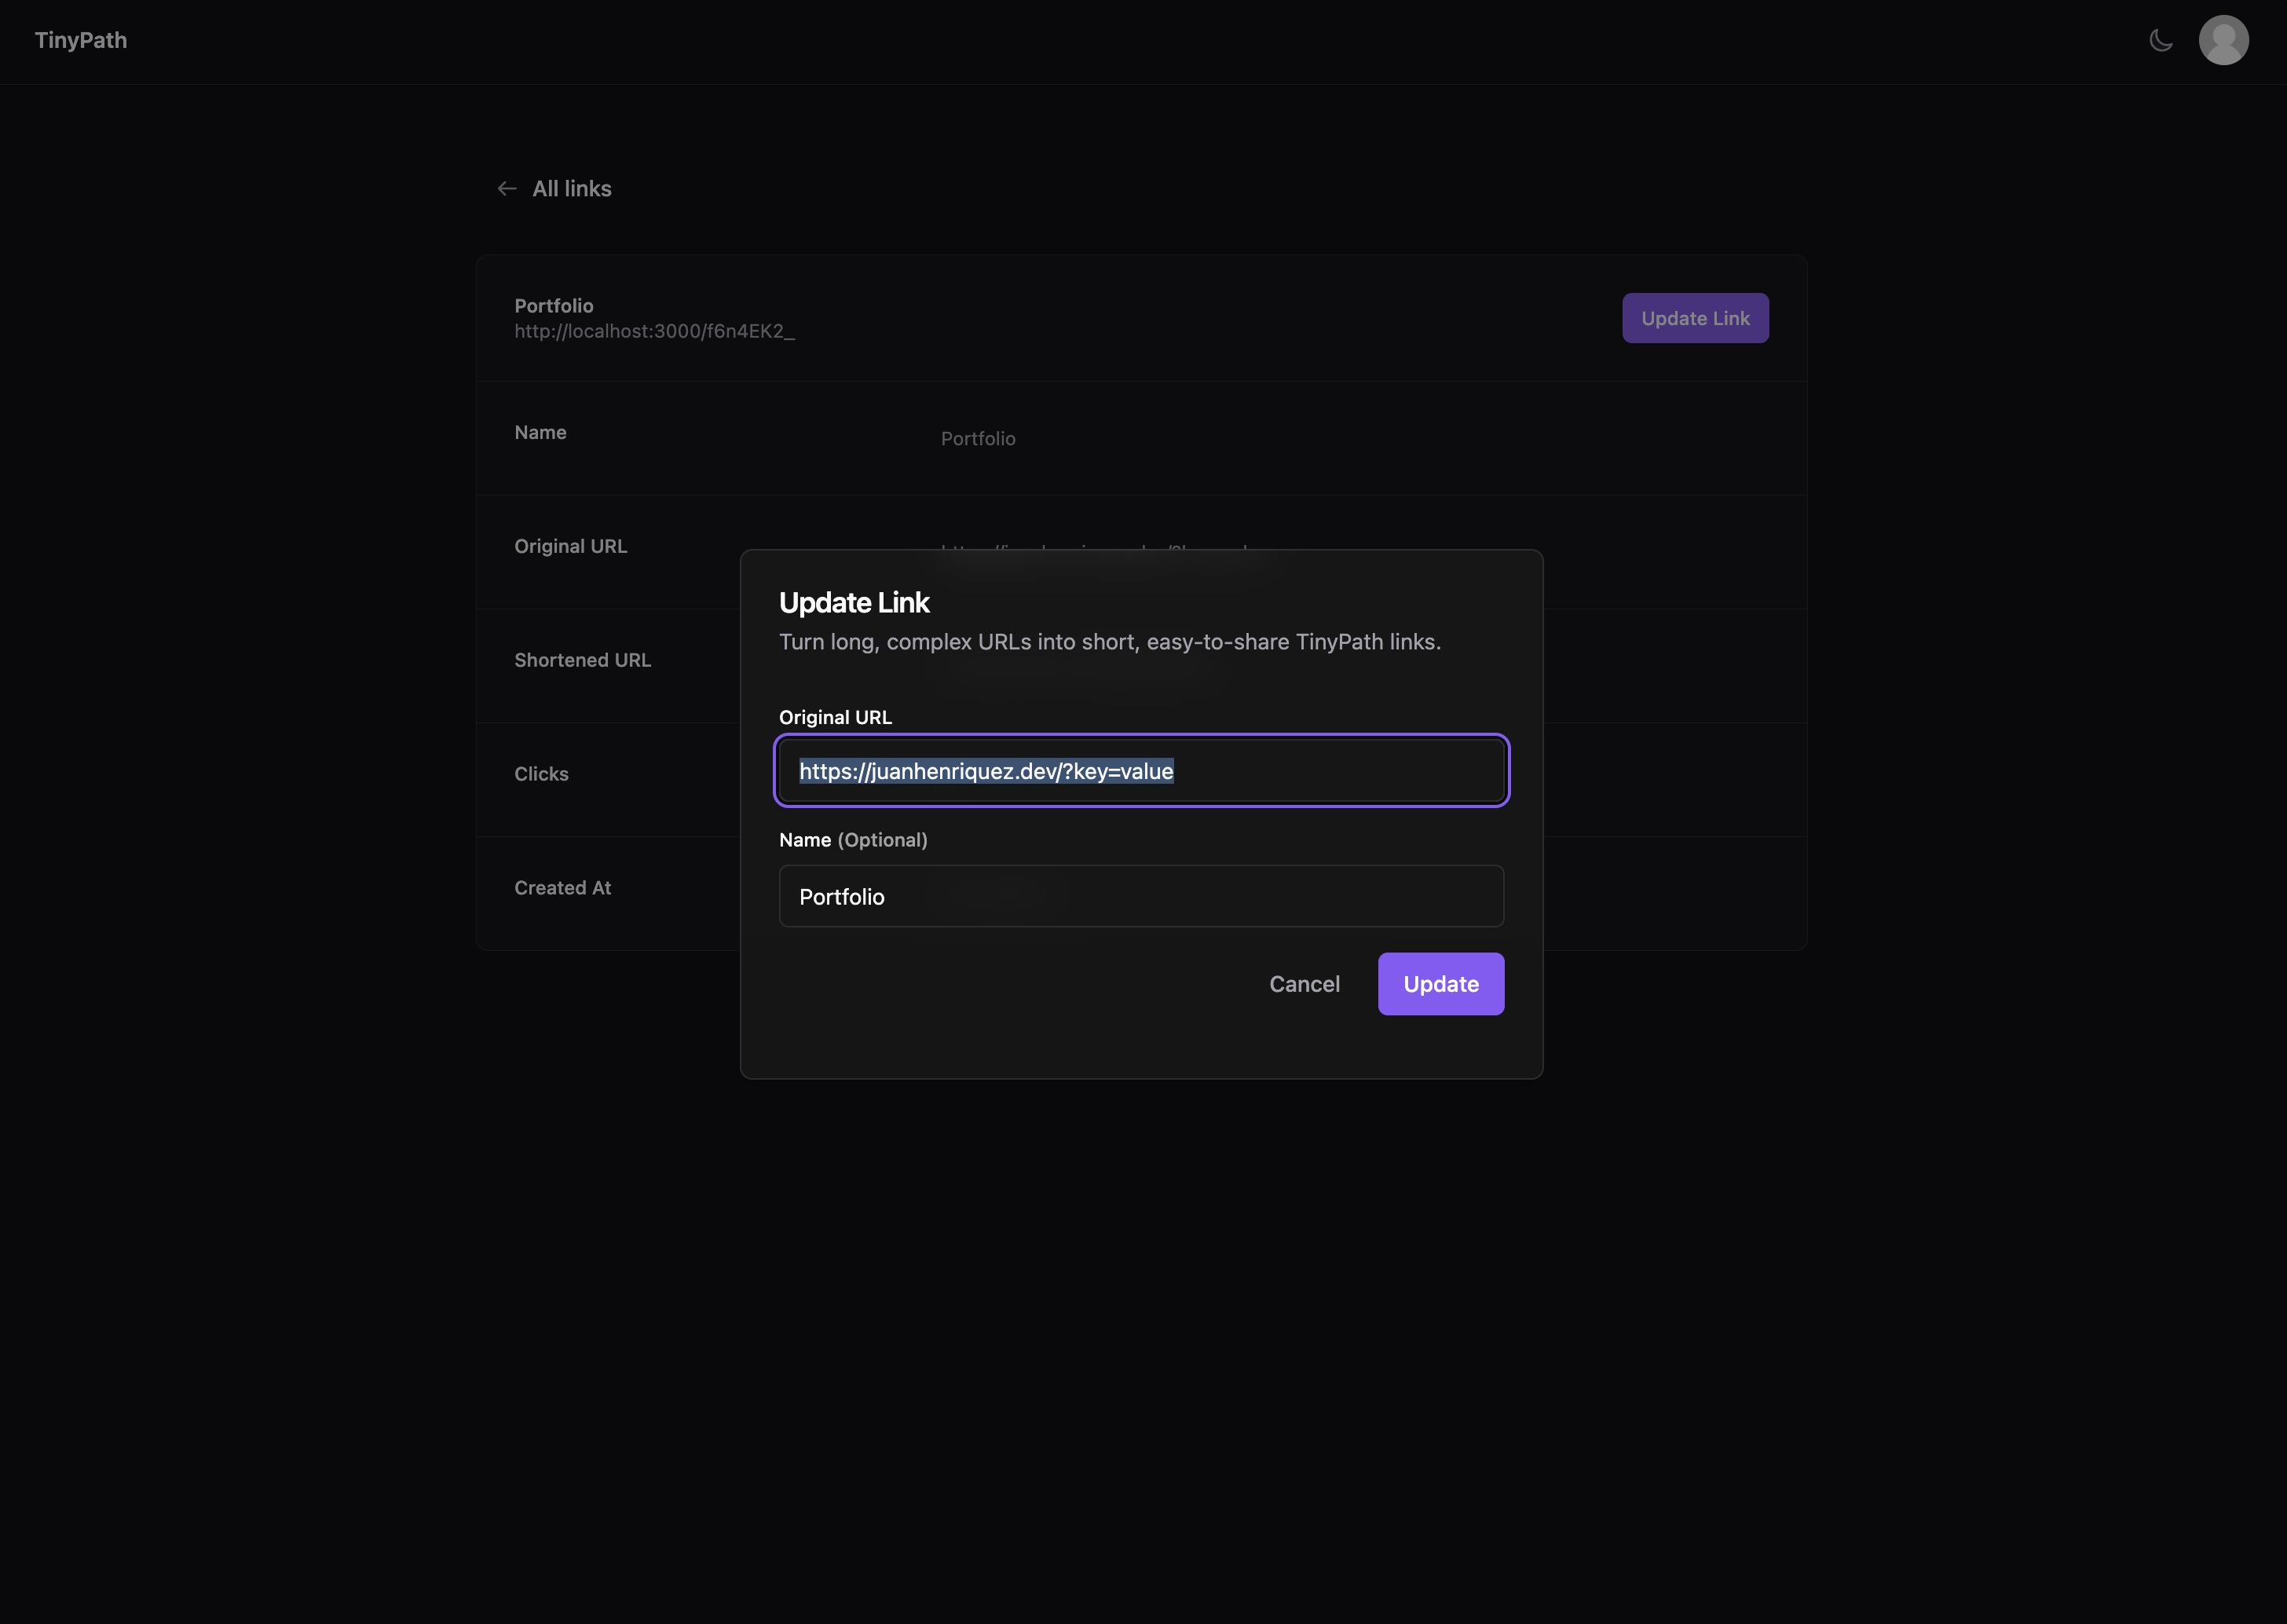 TinyPath
All links
Portfolio
http://localhost:3000/f6n4EK2_
Update Link
Name
Portfolio
Original URL
Shortened URL
Clicks
Created At
Update Link
Turn long, complex URLs into short, easy-to-share TinyPath links.
Original URL
https://juanhenriquez.dev/?key=value
Name (Optional)
Portfolio
Cancel
Update